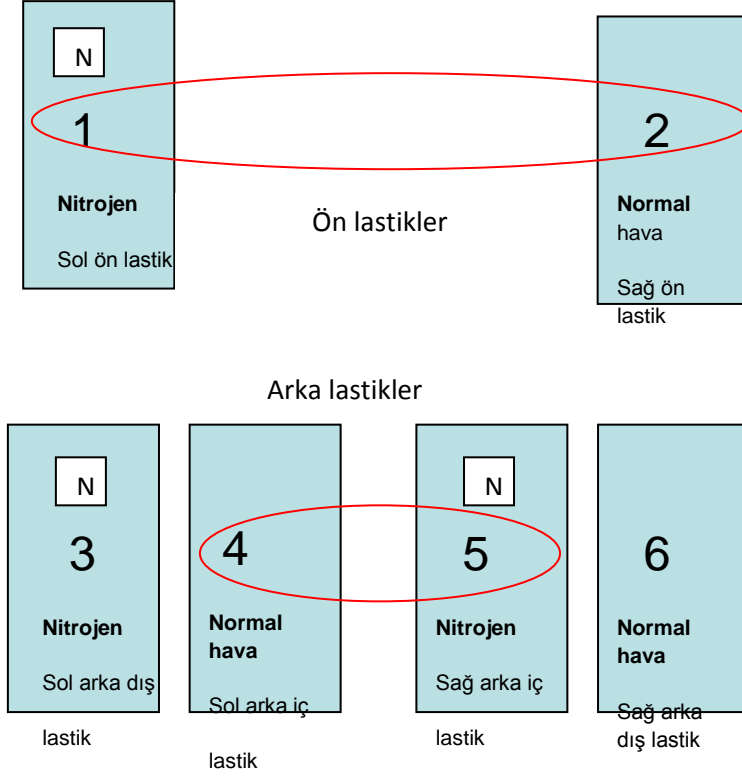 N
1
Nitrojen
Sol ön lastik
Ön lastikler
2
Normal
hava
Sağ ön
lastik
Arka lastikler
N
3
Nitrojen
Sol arka dış
lastik
4
Normal
hava
Sol arka iç
lastik
N
5
Nitrojen
Sağ arka iç
lastik
6
Normal
hava
Sağ arka
dış lastik